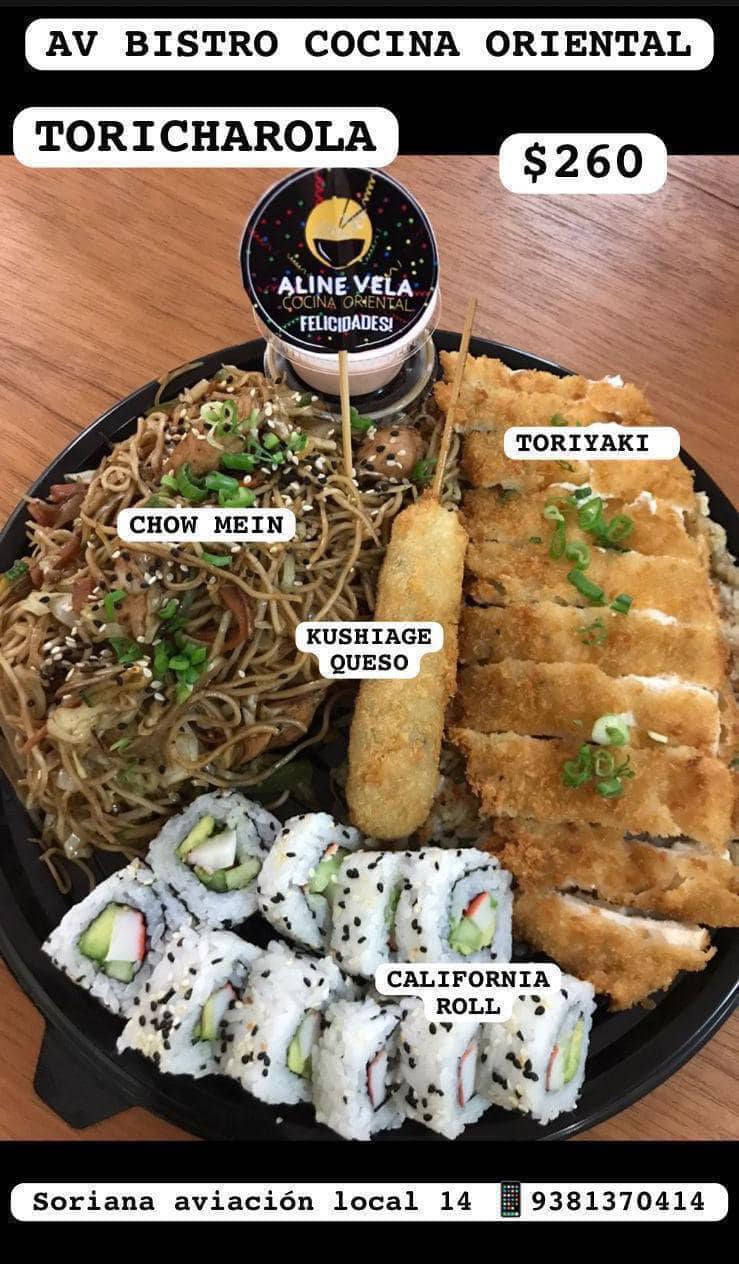 AV BISTRO COCINA ORIENTAL
TORICHAROLA
$260
ALINE VELA
COCINA ORIENTAL
FELICIDADES!
TORIYAKI
CHOW MEIN
KUSHIAGE
QUESO
CALIFORNIA
ROLL
Soriana aviación local 14 📱9381370414